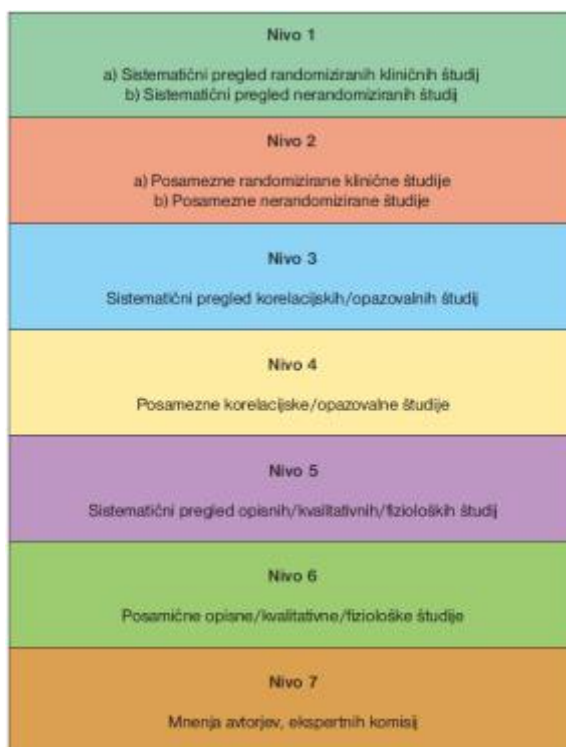 Nivo 1
a) Sistematični pregled randomiziranih kliničnih študij
b) Sistematični pregled nerandomiziranih študij
Nivo 2
a) Posamezne randomizirane klinične študije
b) Posamezne nerandomizirane študije
Nivo 3
Sistematični pregled korelacijskih/opazovalnih študij
Nivo 4
Posamezne korelacijske/opazovalne študije
Nivo 5
Sistematični pregled opisnih/kvalitativnih/fizioloških študij
Nivo 6
Posamične opisne/kvalitativne/fiziološke študije
Nivo 7
Mnenja avtorjev, ekspertnih komisij